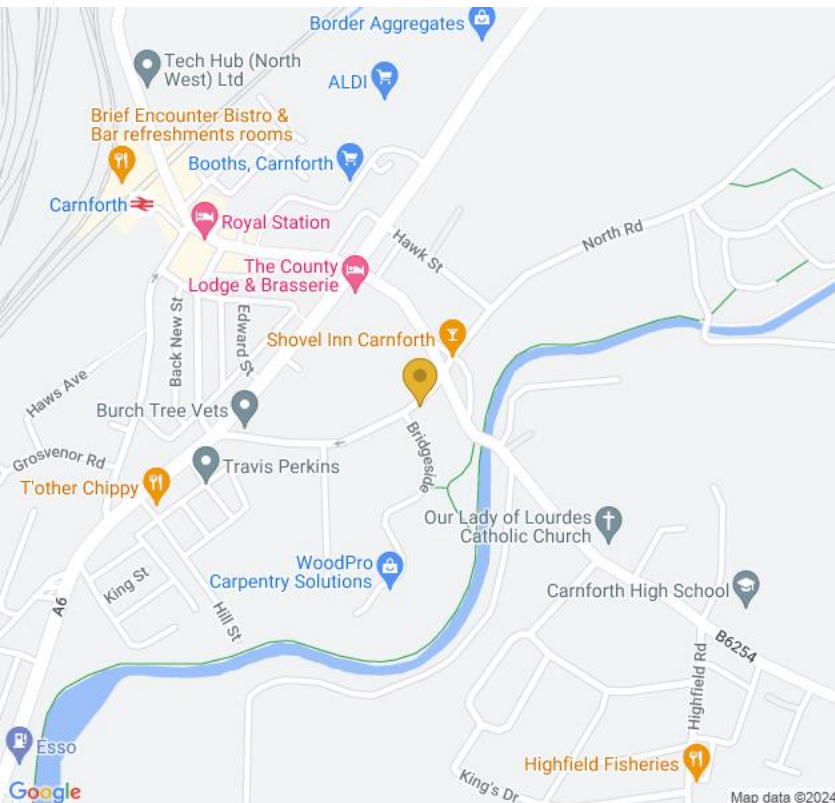 Border Aggregates
Tech Hub (North
West) Ltd
ALDI
Brief Encounter Bistro &
Bar refreshments rooms
Booths, Carnforth
Carnforth
Royal Station
Hawk St
North Rd
The County
Lodge & Brasserie
Back New St
Edward St
Shovel Inn Carnforth
Haws Ave
Burch Tree Vets
Bridgeside
Grosvenor Rd
Travis Perkins
T'other Chippy
Our Lady of Lourdes
Catholic Church
WoodPro
Carpentry Solutions
King St
A6
Hill St
Carnforth High School
B6254
Highfield Rd
Esso
Highfield Fisheries
King's Dr
Google
Map data ©2024